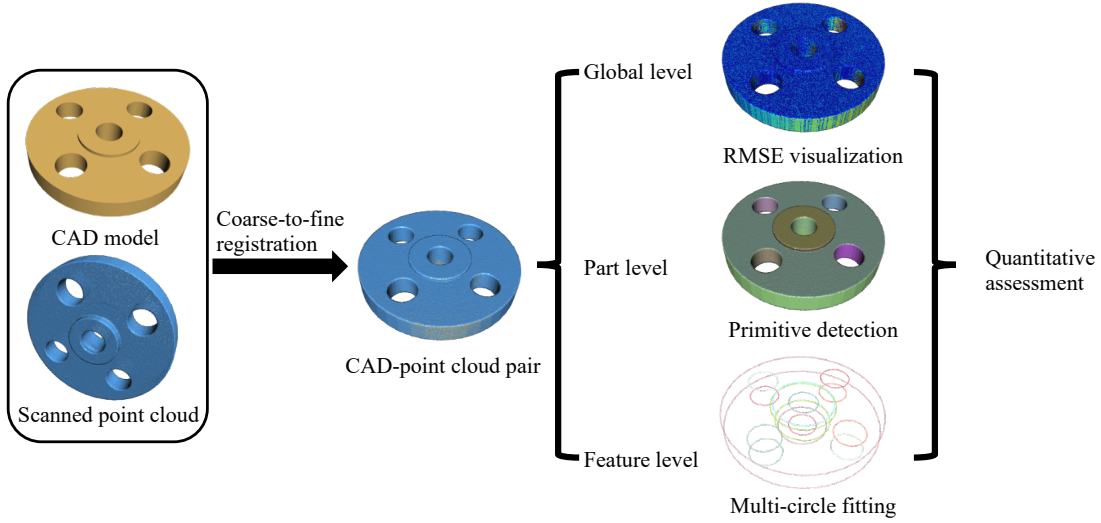 CAD model
Scanned point cloud
Coarse-to-fine
registration
CAD-point cloud pair
Global level
RMSE visualization
Part level
Primitive detection
Feature level
Multi-circle fitting
Quantitative
assessment